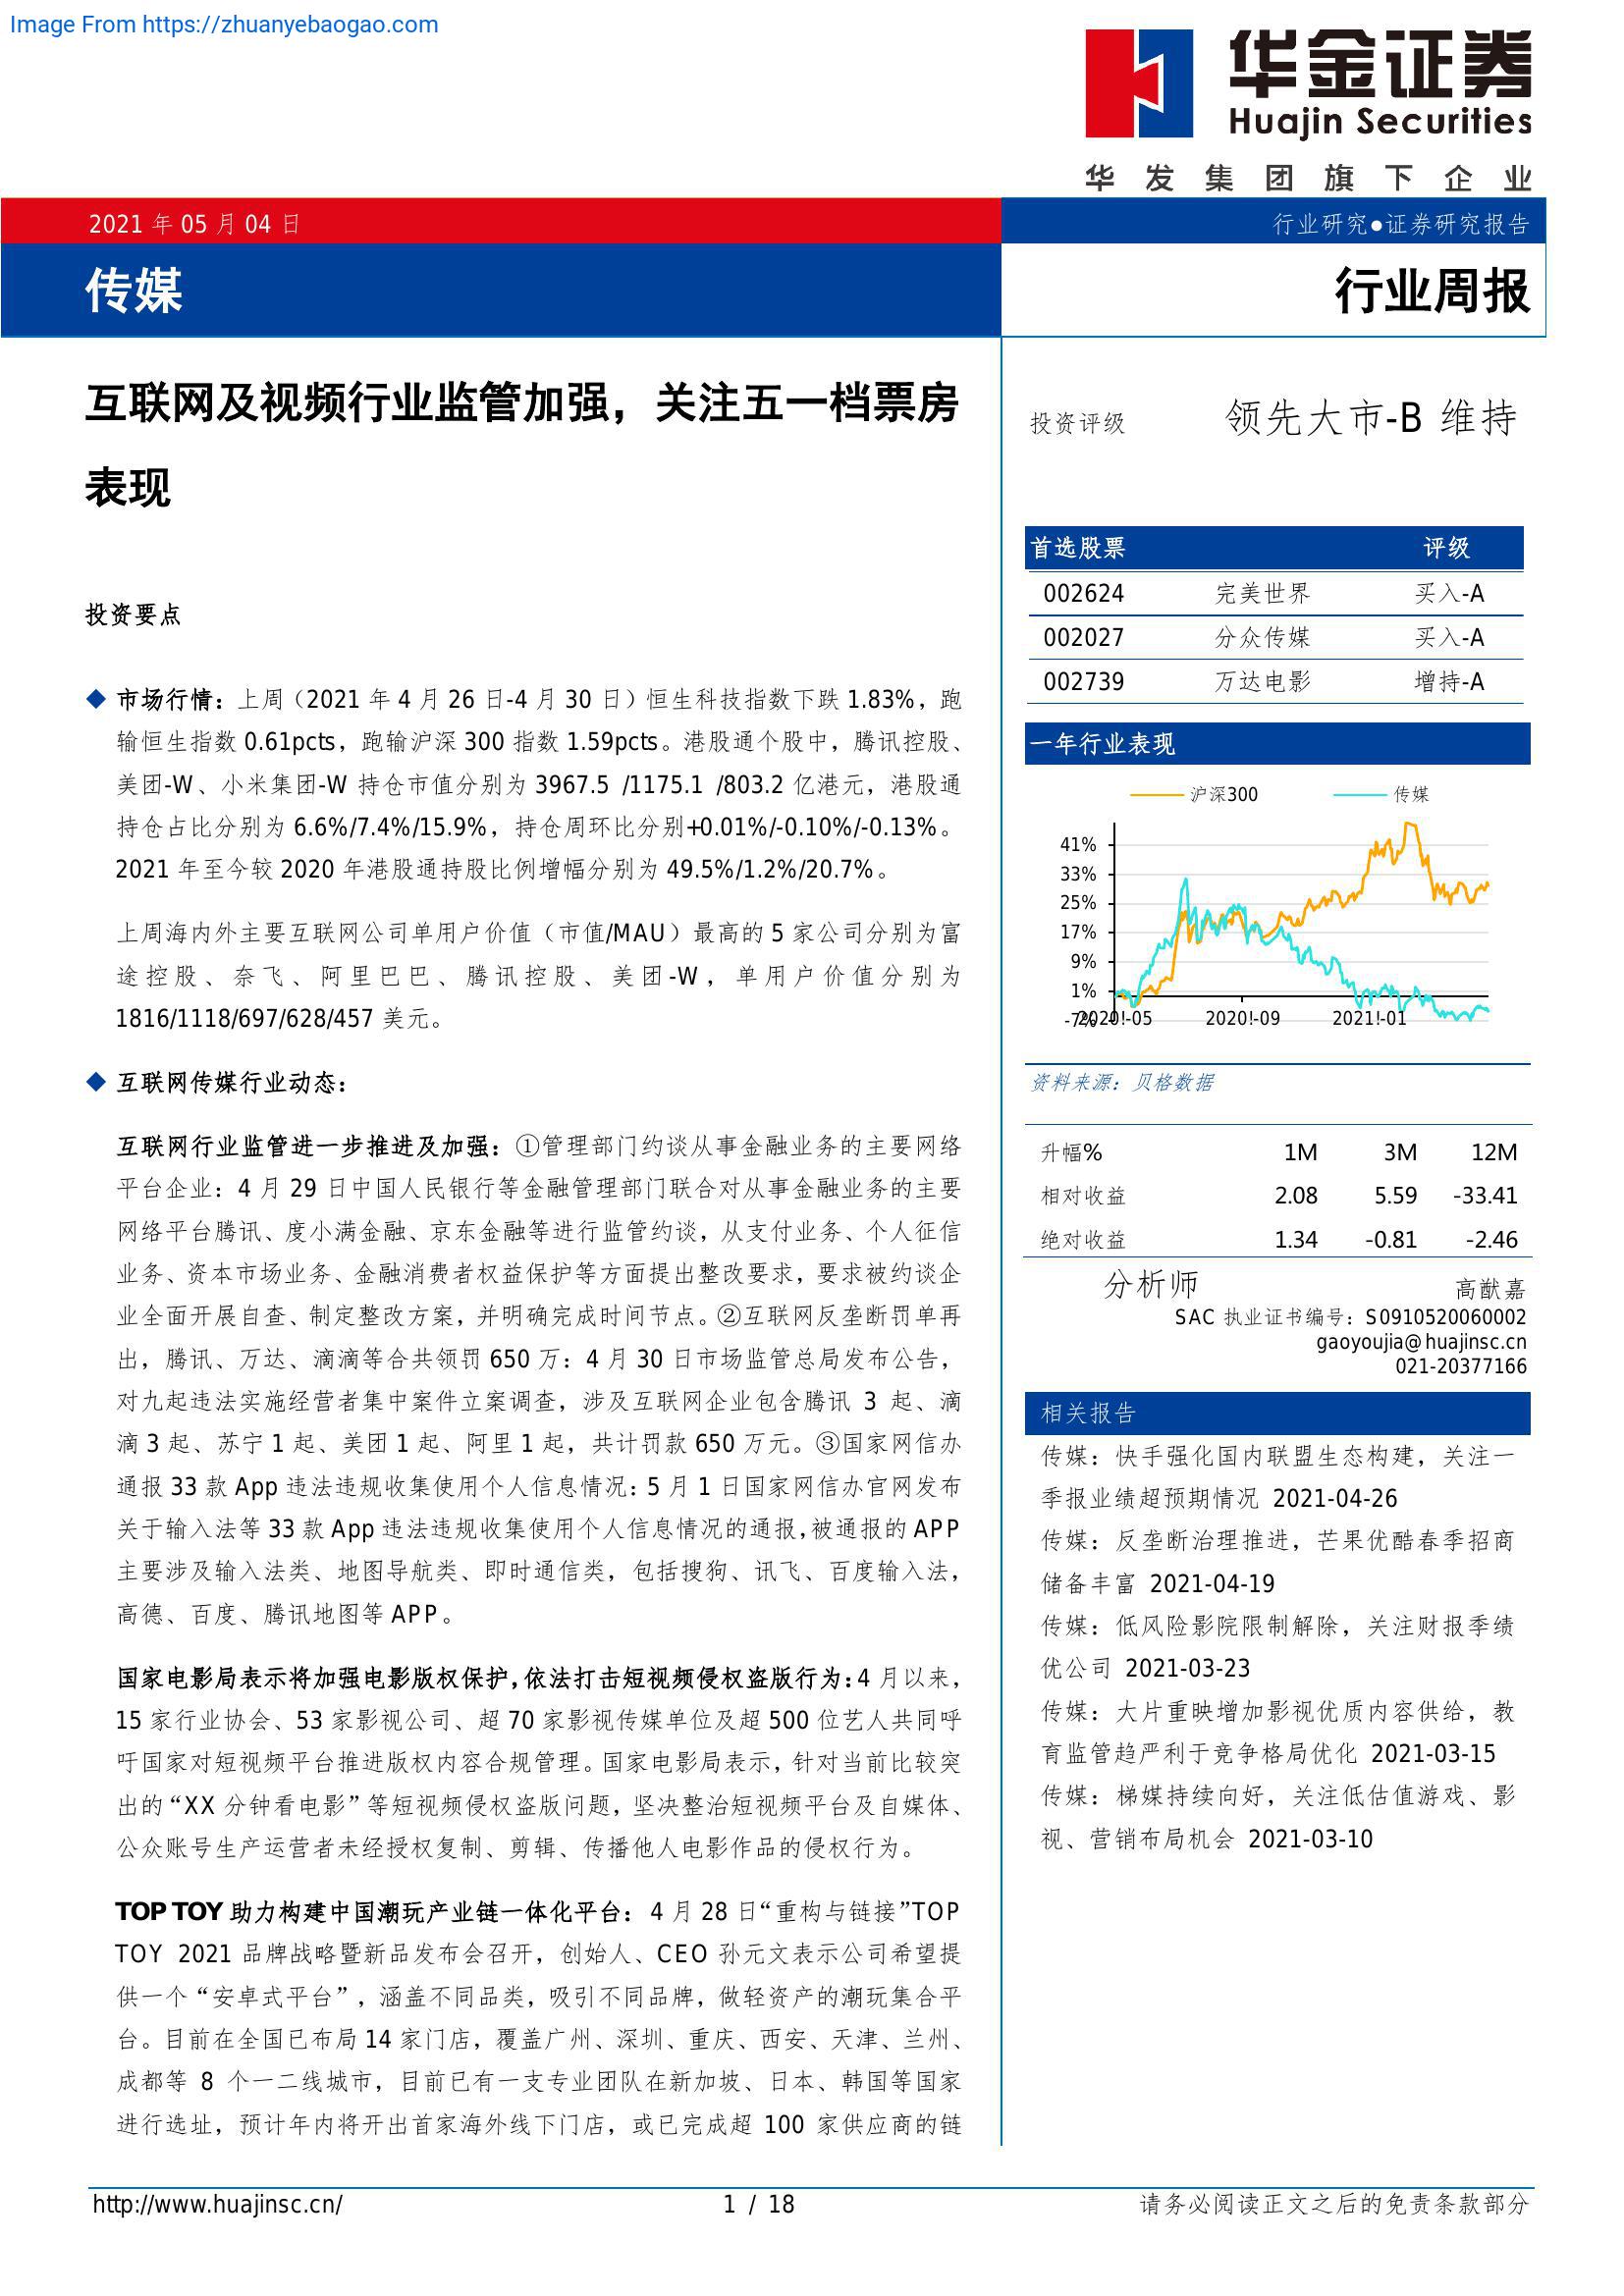 Image From https://zhuanyebaogao.com
华金证券
Huajin Securities
华发集团旗下企业
2021 年 05 月 04 日
行业研究●证券研究报告
传媒
行业周报
互联网及视频行业监管加强，关注五一档票房
表现
投资要点
◆ 市场行情：上周（2021 年 4 月 26 日-4 月 30 日）恒生科技指数下跌 1.83%，跑
输恒生指数 0.61pcts，跑输沪深 300 指数 1.59pcts。港股通个股中，腾讯控股、
美团-W、小米集团-W 持仓市值分别为 3967.5 /1175.1 /803.2 亿港元，港股通
持仓占比分别为 6.6%/7.4%/15.9%，持仓周环比分别+0.01%/-0.10%/-0.13%。
2021 年至今较 2020 年港股通持股比例增幅分别为 49.5%/1.2%/20.7%。
上周海内外主要互联网公司单用户价值（市值/MAU）最高的 5 家公司分别为富
途控股、奈飞、阿里巴巴、腾讯控股、美团-W，单用户价值分别为
1816/1118/697/628/457 美元。
◆ 互联网传媒行业动态：
互联网行业监管进一步推进及加强：①管理部门约谈从事金融业务的主要网络
平台企业：4 月 29 日中国人民银行等金融管理部门联合对从事金融业务的主要
网络平台腾讯、度小满金融、京东金融等进行监管约谈，从支付业务、个人征信
业务、资本市场业务、金融消费者权益保护等方面提出整改要求，要求被约谈企
业全面开展自查、制定整改方案，并明确完成时间节点。②互联网反垄断罚单再
出，腾讯、万达、滴滴等合共领罚 650 万：4 月 30 日市场监管总局发布公告，
对九起违法实施经营者集中案件立案调查，涉及互联网企业包含腾讯 3 起、滴
滴 3 起、苏宁 1 起、美团 1 起、阿里 1 起，共计罚款 650 万元。③国家网信办
通报 33 款 App 违法违规收集使用个人信息情况：5 月 1 日国家网信办官网发布
关于输入法等 33 款 App 违法违规收集使用个人信息情况的通报，被通报的 APP
主要涉及输入法类、地图导航类、即时通信类，包括搜狗、讯飞、百度输入法，
高德、百度、腾讯地图等 APP。
国家电影局表示将加强电影版权保护，依法打击短视频侵权盗版行为：4 月以来，
15 家行业协会、53 家影视公司、超 70 家影视传媒单位及超 500 位艺人共同呼
吁国家对短视频平台推进版权内容合规管理。国家电影局表示，针对当前比较突
出的“XX 分钟看电影”等短视频侵权盗版问题，坚决整治短视频平台及自媒体、
公众账号生产运营者未经授权复制、剪辑、传播他人电影作品的侵权行为。
TOP TOY 助力构建中国潮玩产业链一体化平台：4 月 28 日“重构与链接”TOP
TOY 2021 品牌战略暨新品发布会召开，创始人、CEO 孙元文表示公司希望提
供一个“安卓式平台”，涵盖不同品类，吸引不同品牌，做轻资产的潮玩集合平
台。目前在全国已布局 14 家门店，覆盖广州、深圳、重庆、西安、天津、兰州、
成都等 8 个一二线城市，目前已有一支专业团队在新加坡、日本、韩国等国家
进行选址，预计年内将开出首家海外线下门店，或已完成超 100 家供应商的链
投资评级 领先大市-B 维持
首选股票 评级
002624 完美世界 买入-A
002027 分众传媒 买入-A
002739 万达电影 增持-A
一年行业表现
沪深300 传媒
41%
33%
25%
17%
9%
1%
-7%
2020!-05 2020!-09 2021!-01
资料来源：贝格数据
升幅% 1M 3M 12M
相对收益 2.08 5.59 -33.41
绝对收益 1.34 -0.81 -2.46
分析师 高猷嘉
SAC 执业证书编号：S0910520060002
gaoyoujia@huajinsc.cn
021-20377166
相关报告
传媒：快手强化国内联盟生态构建，关注一
季报业绩超预期情况 2021-04-26
传媒：反垄断治理推进，芒果优酷春季招商
储备丰富 2021-04-19
传媒：低风险影院限制解除，关注财报季绩
优公司 2021-03-23
传媒：大片重映增加影视优质内容供给，教
育监管趋严利于竞争格局优化 2021-03-15
传媒：梯媒持续向好，关注低估值游戏、影
视、营销布局机会 2021-03-10
http://www.huajinsc.cn/
1 / 18
请务必阅读正文之后的免责条款部分